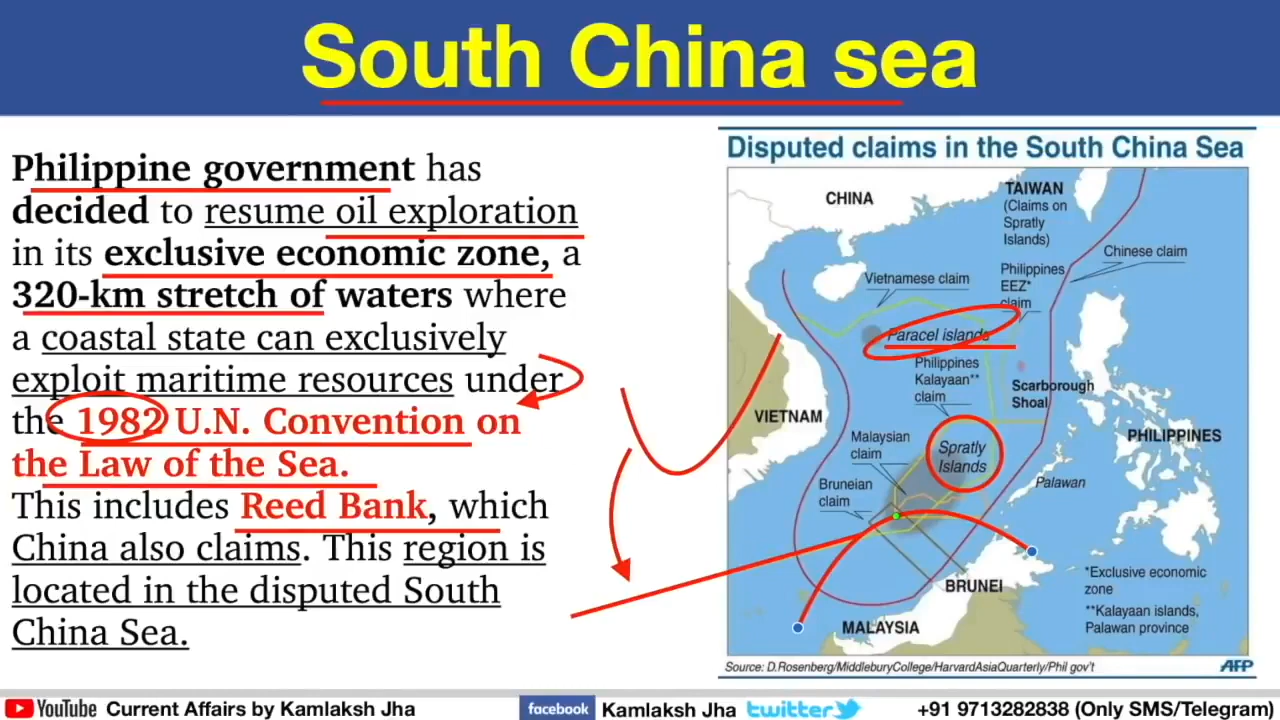 South China sea
Philippine government has
decided to resume oil exploration
in its exclusive economic zone, a
320-km stretch of waters where
a coastal state can exclusively
exploit maritime resources under
the 1982 U.N. Convention on
the Law of the Sea.
This includes Reed Bank, which
China also claims. This region is
located in the disputed South
China Sea.
Disputed claims in the South China Sea
CHINA
TAIWAN
(Claims on
Spratly
Islands)
Chinese claim
Vietnamese claim
Philippines
EEZ*
claim
Paracel islands
Philippines
Kalayaan**
claim
Scarborough
Shoal
VIETNAM
Malaysian
claim
Spratly
Islands
PHILIPPINES
Bruneian
claim
Palawan
BRUNEI
*Exclusive economic
zone
**Kalayaan islands,
Palawan province
MALAYSIA
Source: D.Rosenberg/MiddleburyCollege/HarvardAsiaQuarterly/Phil gov't
AFP
YouTube Current Affairs by Kamlaksh Jha
facebook Kamlaksh Jha twitter
+91 9713282838 (Only SMS/Telegram)